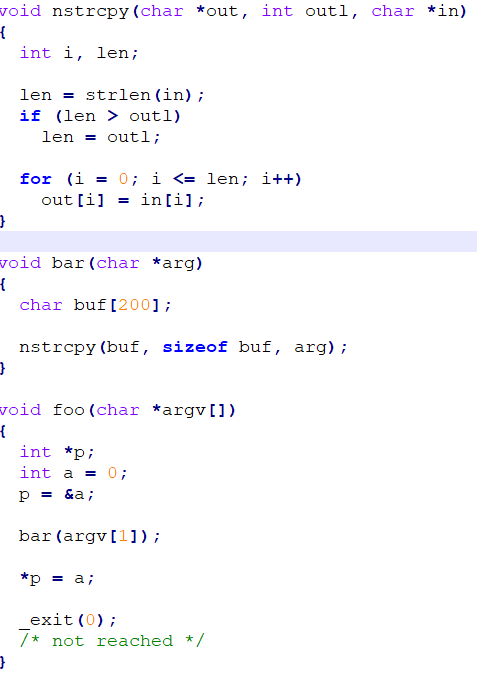 void nstrcpy(char *out, int outl, char *in)
{
  int i, len;

  len = strlen(in);
  if (len > outl)
    len = outl;

  for (i = 0; i <= len; i++)
    out[i] = in[i];
}

void bar(char *arg)
{
  char buf[200];

  nstrcpy(buf, sizeof buf, arg);
}

void foo(char *argv[])
{
  int *p;
  int a = 0;
  p = &a;

  bar(argv[1]);

  *p = a;

  _exit(0);
  /* not reached */
}